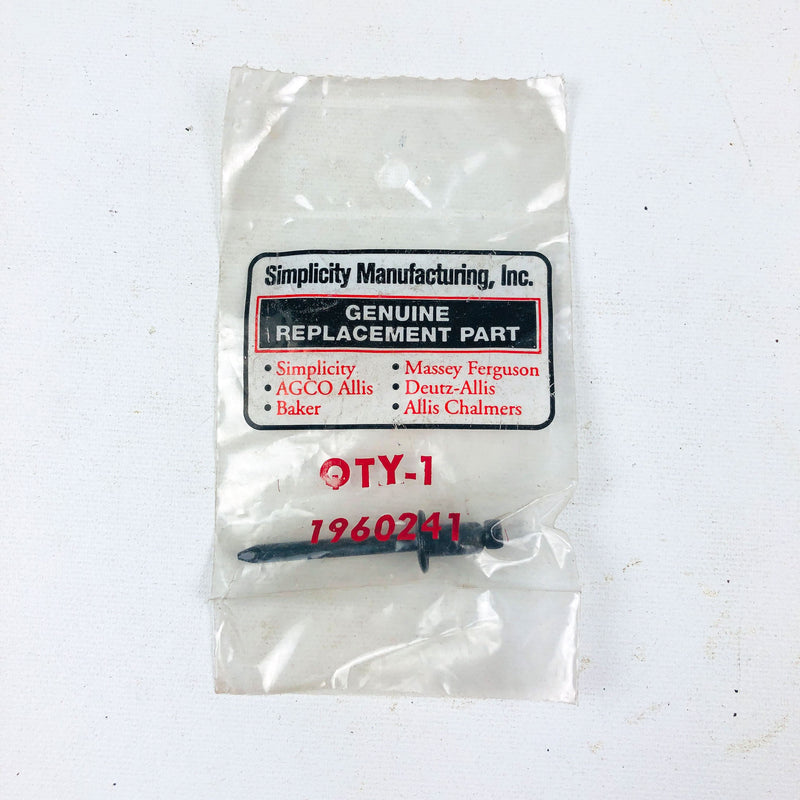 Simplicity Manufacturing, Inc.
GENUINE
REPLACEMENT PART
• Simplicity • Massey Ferguson
• AGCO Allis • Deutz-Allis
• Baker • Allis Chalmers
QTY-1
1960241